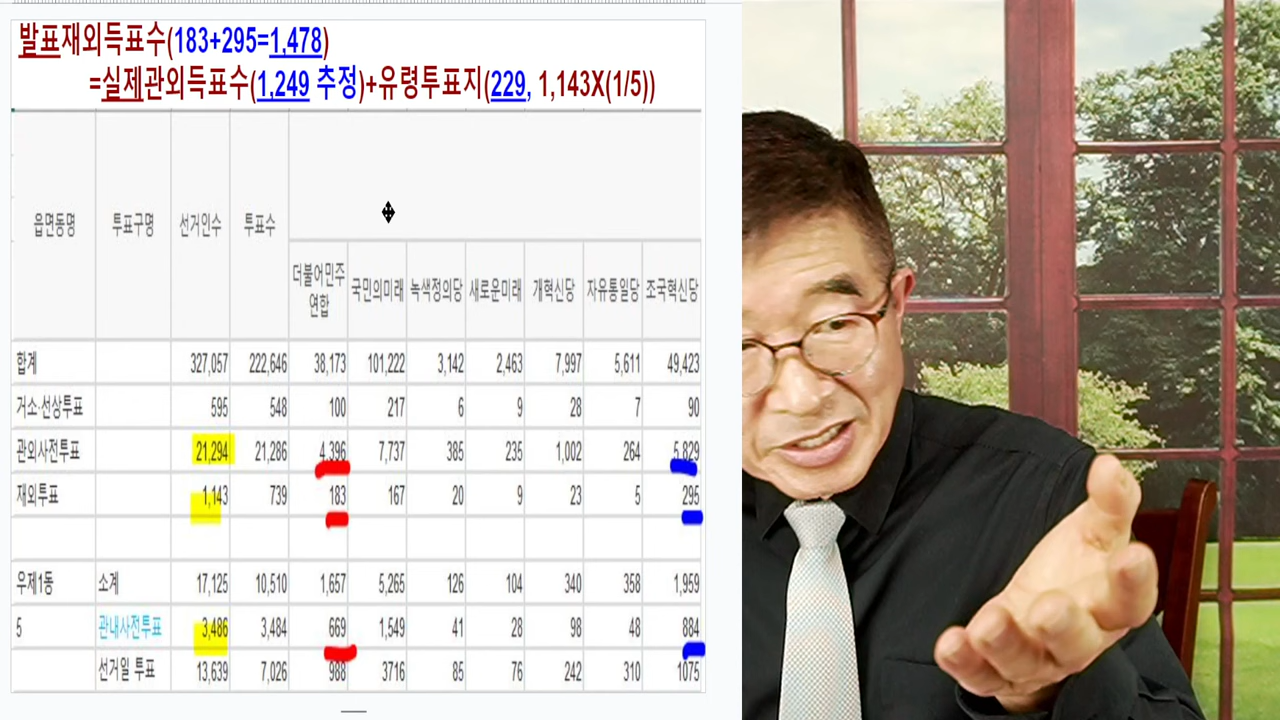 발표재외득표수(183+295=1,478)
=실제관외득표수(1,249 추정)+유령투표지(229, 1,143X(1/5))
읍면동명 투표구명 선거인수 투표수 더불어민주연합 국민의미래 녹색정의당 새로운미래 개혁신당 자유통일당 조국혁신당
합계 327,057 222,646 38,173 101,222 3,142 2,463 7,997 5,611 49,423
거소·선상투표 595 548 100 217 6 9 28 7 90
관외사전투표 21,294 21,286 4,396 7,737 385 235 1,002 264 5,829
재외투표 1,143 739 183 167 20 9 23 5 295
우제1동 소계 17,125 10,510 1,657 5,265 126 104 340 358 1,959
5 관내사전투표 3,486 3,484 669 1,549 41 28 98 48 884
선거일 투표 13,639 7,026 988 3716 85 76 242 310 1075